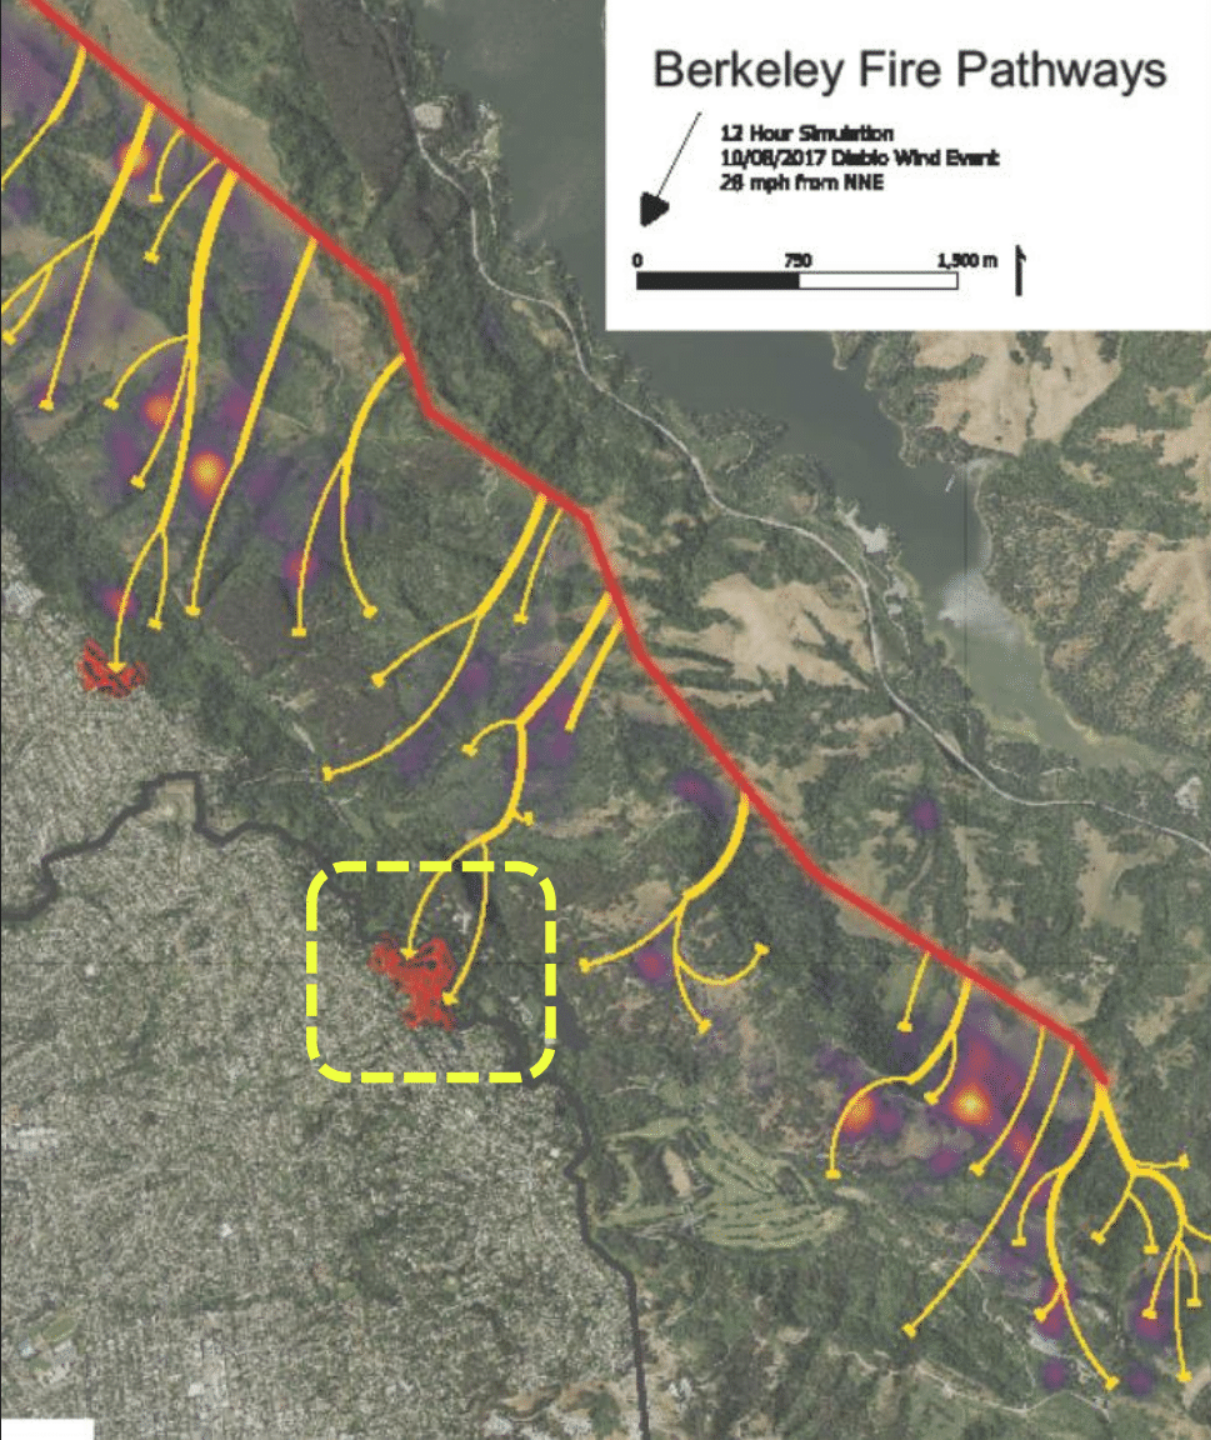 Berkeley Fire Pathways
12 Hour Simulation
10/08/2017 Diablo Wind Event
28 mph from NNE
0 750 1,500 m